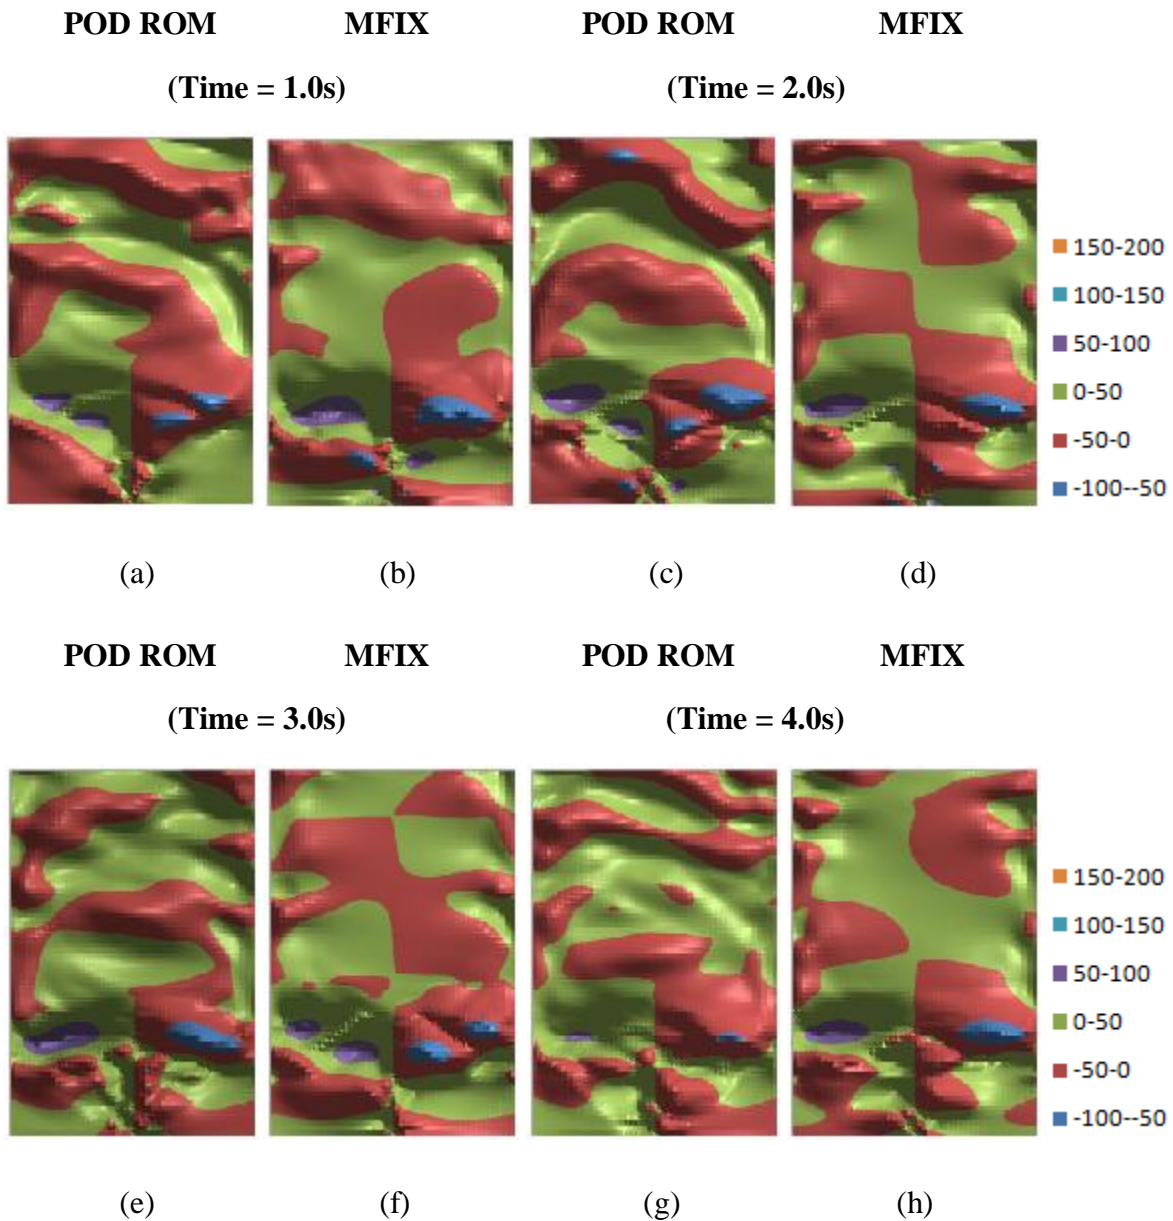 POD ROM MFIX POD ROM MFIX
(Time = 1.0s) (Time = 2.0s)
150-200
100-150
50-100
0-50
-50-0
-100--50
(a) (b) (c) (d)
POD ROM MFIX POD ROM MFIX
(Time = 3.0s) (Time = 4.0s)
150-200
100-150
50-100
0-50
-50-0
-100--50
(e) (f) (g) (h)